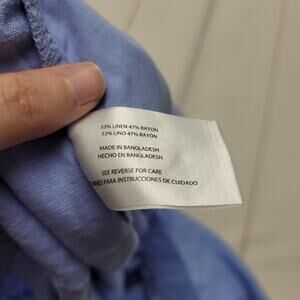 53% LINEN 47% RAYON
53% LINO 47% RAYON
MADE IN BANGLADESH
HECHO EN BANGLADESH
SEE REVERSE FOR CARE
PARA INSTRUCCIONES DE CUIDADO